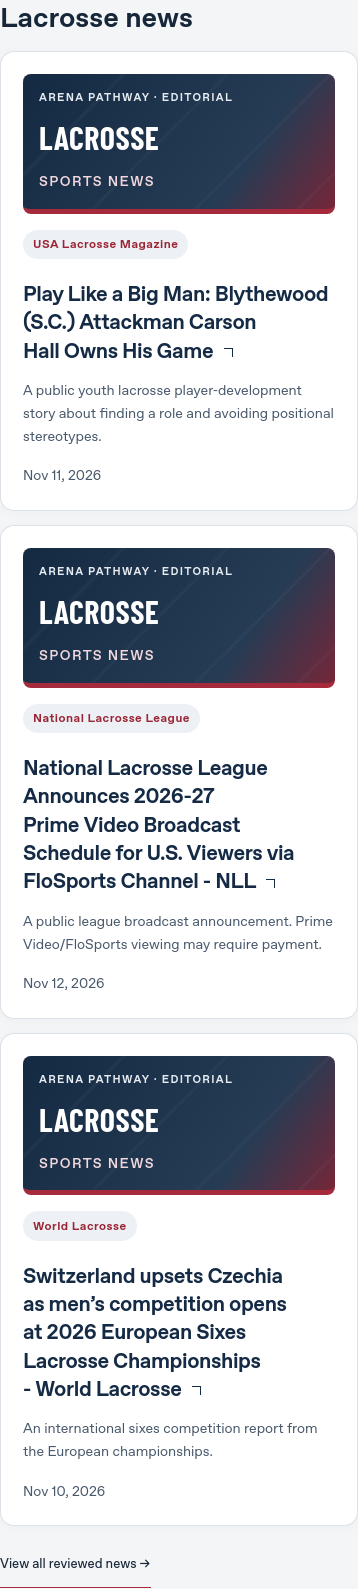 Lacrosse news
ARENA PATHWAY · EDITORIAL
LACROSSE
SPORTS NEWS
USA Lacrosse Magazine
Play Like a Big Man: Blythewood
(S.C.) Attackman Carson
Hall Owns His Game
A public youth lacrosse player-development
story about finding a role and avoiding positional
stereotypes.
Nov 11, 2026
ARENA PATHWAY · EDITORIAL
LACROSSE
SPORTS NEWS
National Lacrosse League
National Lacrosse League
Announces 2026-27
Prime Video Broadcast
Schedule for U.S. Viewers via
FloSports Channel - NLL
A public league broadcast announcement. Prime
Video/FloSports viewing may require payment.
Nov 12, 2026
ARENA PATHWAY · EDITORIAL
LACROSSE
SPORTS NEWS
World Lacrosse
Switzerland upsets Czechia
as men’s competition opens
at 2026 European Sixes
Lacrosse Championships
- World Lacrosse
An international sixes competition report from
the European championships.
Nov 10, 2026
View all reviewed news →